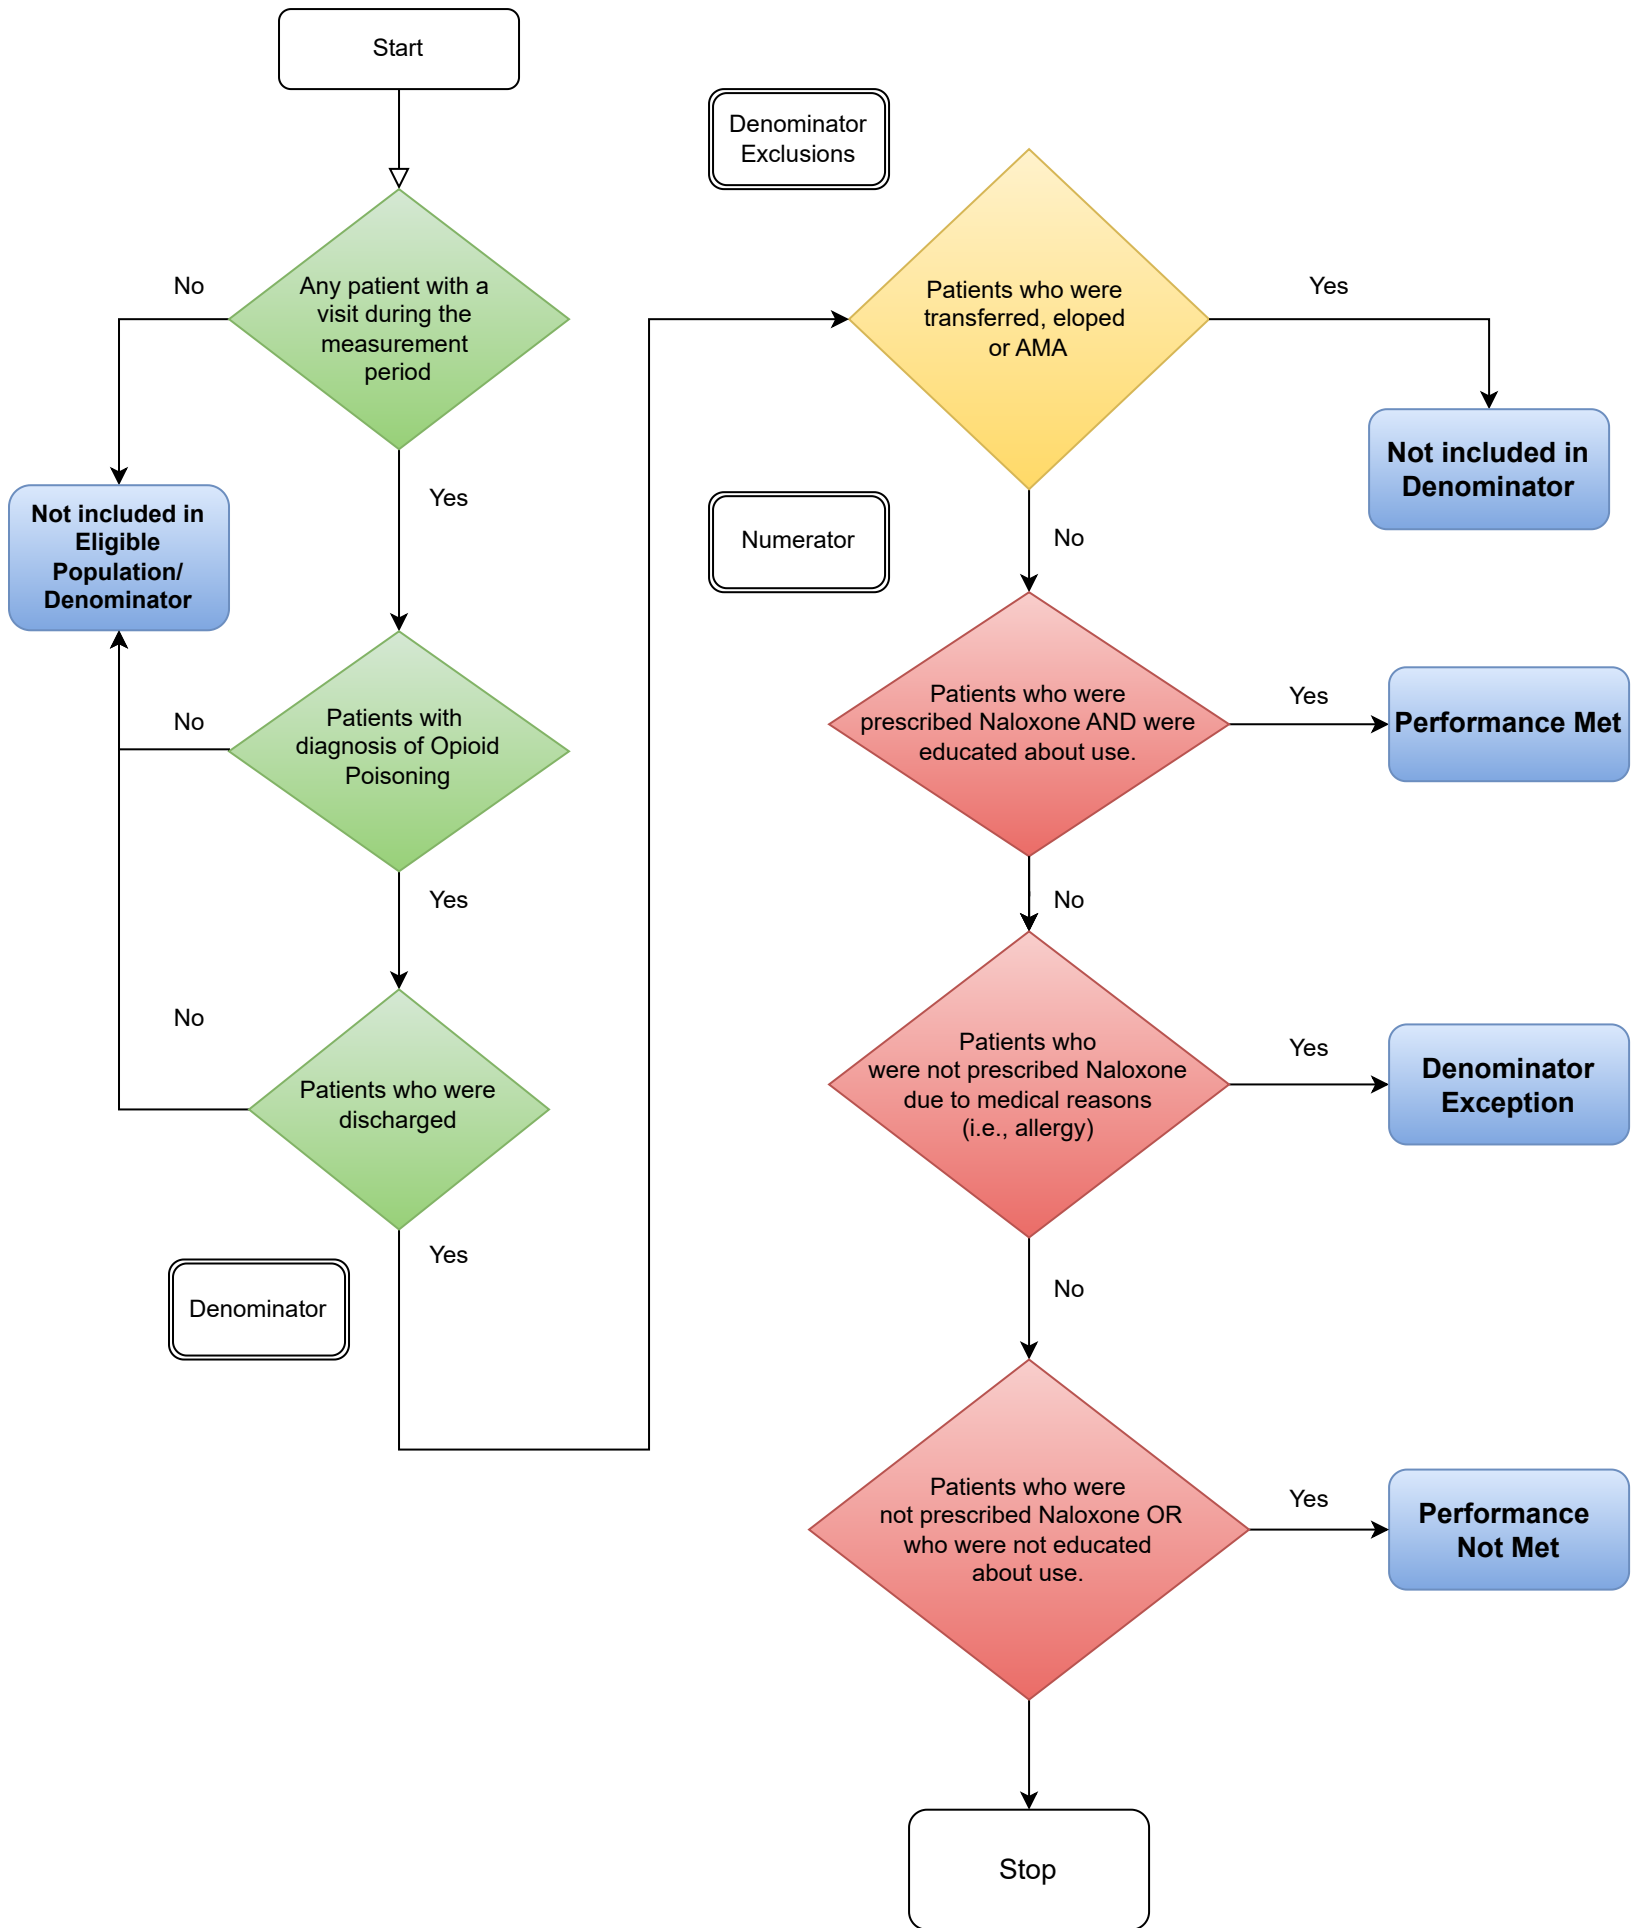 Start
Any patient with a
visit during the
measurement
period
No
Yes
Not included in
Eligible
Population/
Denominator
Patients with
diagnosis of Opioid
Poisoning
No
Yes
Patients who were
discharged
No
Yes
Denominator
Denominator
Exclusions
Patients who were
transferred, eloped
or AMA
Yes
Not included in
Denominator
No
Numerator
Patients who were
prescribed Naloxone AND were
educated about use.
Yes
Performance Met
No
Patients who
were not prescribed Naloxone
due to medical reasons
(i.e., allergy)
Yes
Denominator
Exception
No
Patients who were
not prescribed Naloxone OR
who were not educated
about use.
Yes
Performance
Not Met
Stop